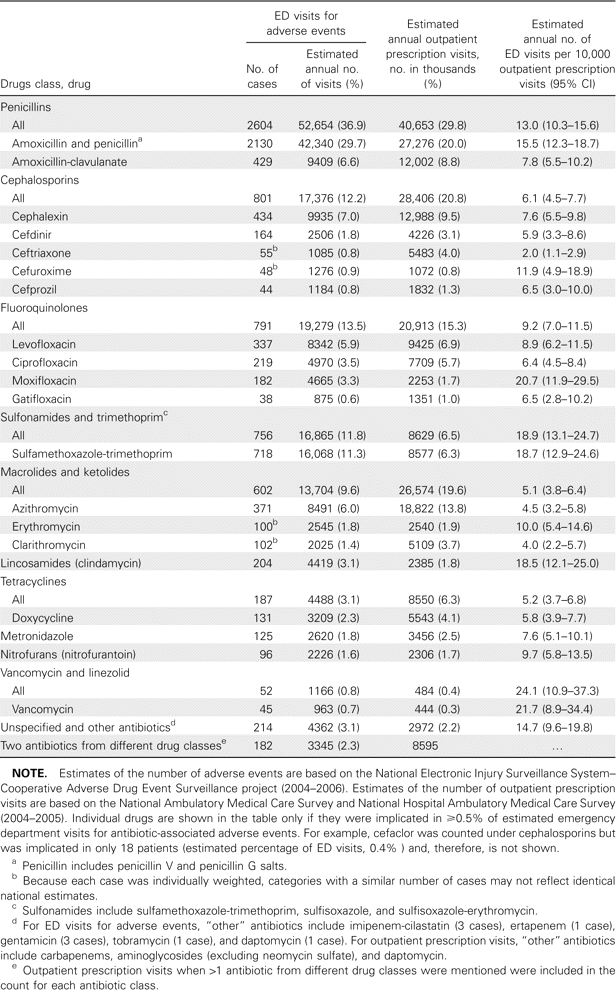 ED visits for adverse events
Drugs class, drug | No. of cases | Estimated annual no. of visits (%) | Estimated annual outpatient prescription visits, no. in thousands (%) | Estimated annual no. of ED visits per 10,000 outpatient prescription visits (95% CI)
Penicillins
All 2604 52,654 (36.9) 40,653 (29.8) 13.0 (10.3–15.6)
Amoxicillin and penicillin^a 2130 42,340 (29.7) 27,276 (20.0) 15.5 (12.3–18.7)
Amoxicillin-clavulanate 429 9409 (6.6) 12,002 (8.8) 7.8 (5.5–10.2)
Cephalosporins
All 801 17,376 (12.2) 28,406 (20.8) 6.1 (4.5–7.7)
Cephalexin 434 9935 (7.0) 12,988 (9.5) 7.6 (5.5–9.8)
Cefdinir 164 2506 (1.8) 4226 (3.1) 5.9 (3.3–8.6)
Ceftriaxone 55^b 1085 (0.8) 5483 (4.0) 2.0 (1.1–2.9)
Cefuroxime 48^b 1276 (0.9) 1072 (0.8) 11.9 (4.9–18.9)
Cefprozil 44 1184 (0.8) 1832 (1.3) 6.5 (3.0–10.0)
Fluoroquinolones
All 791 19,279 (13.5) 20,913 (15.3) 9.2 (7.0–11.5)
Levofloxacin 337 8342 (5.9) 9425 (6.9) 8.9 (6.2–11.5)
Ciprofloxacin 219 4970 (3.5) 7709 (5.7) 6.4 (4.5–8.4)
Moxifloxacin 182 4665 (3.3) 2253 (1.7) 20.7 (11.9–29.5)
Gatifloxacin 38 875 (0.6) 1351 (1.0) 6.5 (2.8–10.2)
Sulfonamides and trimethoprim^c
All 756 16,865 (11.8) 8629 (6.5) 18.9 (13.1–24.7)
Sulfamethoxazole-trimethoprim 718 16,068 (11.3) 8577 (6.3) 18.7 (12.9–24.6)
Macrolides and ketolides
All 602 13,704 (9.6) 26,574 (19.6) 5.1 (3.8–6.4)
Azithromycin 371 8491 (6.0) 18,822 (13.8) 4.5 (3.2–5.8)
Erythromycin 100^b 2545 (1.8) 2540 (1.9) 10.0 (5.4–14.6)
Clarithromycin 102^b 2025 (1.4) 5109 (3.7) 4.0 (2.2–5.7)
Lincosamides (clindamycin) 204 4419 (3.1) 2385 (1.8) 18.5 (12.1–25.0)
Tetracyclines
All 187 4488 (3.1) 8550 (6.3) 5.2 (3.7–6.8)
Doxycycline 131 3209 (2.3) 5543 (4.1) 5.8 (3.9–7.7)
Metronidazole 125 2620 (1.8) 3456 (2.5) 7.6 (5.1–10.1)
Nitrofurans (nitrofurantoin) 96 2226 (1.6) 2306 (1.7) 9.7 (5.8–13.5)
Vancomycin and linezolid
All 52 1166 (0.8) 484 (0.4) 24.1 (10.9–37.3)
Vancomycin 45 963 (0.7) 444 (0.3) 21.7 (8.9–34.4)
Unspecified and other antibiotics^d 214 4362 (3.1) 2972 (2.2) 14.7 (9.6–19.8)
Two antibiotics from different drug classes^e 182 3345 (2.3) 8595 …
NOTE. Estimates of the number of adverse events are based on the National Electronic Injury Surveillance System–
Cooperative Adverse Drug Event Surveillance project (2004–2006). Estimates of the number of outpatient prescription
visits are based on the National Ambulatory Medical Care Survey and National Hospital Ambulatory Medical Care Survey
(2004–2005). Individual drugs are shown in the table only if they were implicated in ≥0.5% of estimated emergency
department visits for antibiotic-associated adverse events. For example, cefaclor was counted under cephalosporins but
was implicated in only 18 patients (estimated percentage of ED visits, 0.4% ) and, therefore, is not shown.
^a Penicillin includes penicillin V and penicillin G salts.
^b Because each case was individually weighted, categories with a similar number of cases may not reflect identical
national estimates.
^c Sulfonamides include sulfamethoxazole-trimethoprim, sulfisoxazole, and sulfisoxazole-erythromycin.
^d For ED visits for adverse events, “other” antibiotics include imipenem-cilastatin (3 cases), ertapenem (1 case),
gentamicin (3 cases), tobramycin (1 case), and daptomycin (1 case). For outpatient prescription visits, “other” antibiotics
include carbapenems, aminoglycosides (excluding neomycin sulfate), and daptomycin.
^e Outpatient prescription visits when >1 antibiotic from different drug classes were mentioned were included in the
count for each antibiotic class.